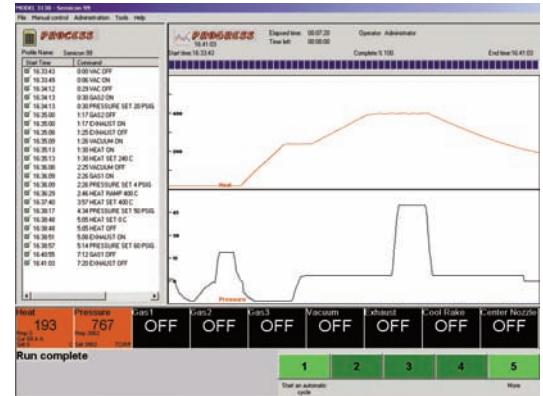 MODEL 3130 - Semicon 99
File Manual control Administration Tools Help
PROCESS
Profile Name: Semicon 99
Start Time Command
16:33:43 0:00 VAC OFF
16:33:49 0:06 VAC ON
16:34:12 0:29 VAC OFF
16:34:13 0:30 GAS2 ON
16:34:13 0:30 PRESSURE SET 20 PSIG
16:35:00 1:17 GAS2 OFF
16:35:00 1:17 EXHAUST ON
16:35:08 1:25 EXHAUST OFF
16:35:09 1:26 VACUUM ON
16:35:13 1:30 HEAT ON
16:35:13 1:30 HEAT SET 240 C
16:36:08 2:25 VACUUM OFF
16:36:09 2:26 GAS1 ON
16:36:09 2:26 PRESSURE SET 4 PSIG
16:36:29 2:46 HEAT RAMP 400 C
16:37:40 3:57 HEAT SET 400 C
16:38:17 4:34 PRESSURE SET 50 PSIG
16:38:48 5:05 HEAT SET 0 C
16:38:48 5:05 HEAT OFF
16:38:51 5:08 EXHAUST ON
16:38:57 5:14 PRESSURE SET 60 PSIG
16:40:55 7:12 GAS1 OFF
16:41:03 7:20 EXHAUST OFF
PROGRESS
16:41:03
Elapsed time: 00:07:20 Operator: Administrator
Time left: 00:00:00
Start time:16:33:43 Complete:% 100 End time:16:41:03
400
200
Heat
Pressure
Heat Pressure Gas1 Gas2 Gas3 Vacuum Exhaust Cool Rake Center Nozzle
193 767 OFF OFF OFF OFF OFF OFF OFF
Run complete
1 2 3 4 5
Start an automatic cycle More